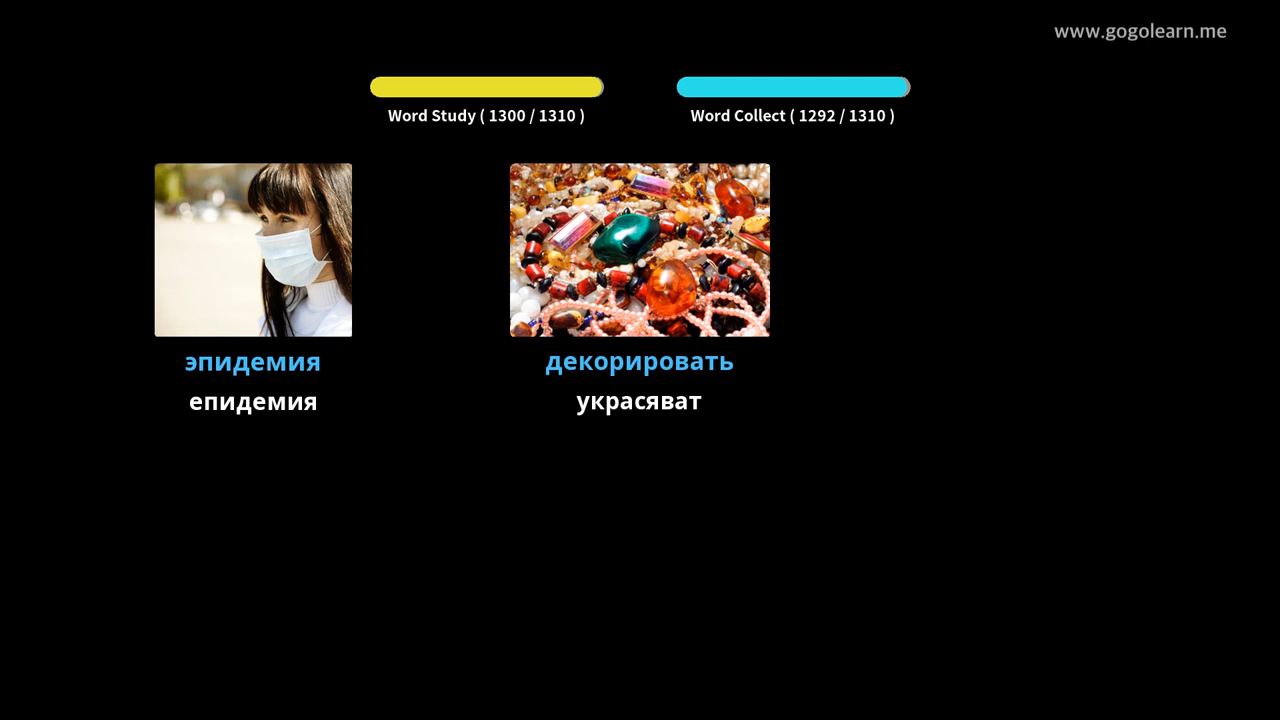 www.gogolearn.me
Word Study ( 1300 / 1310 )
Word Collect ( 1292 / 1310 )
эпидемия
епидемия
декорировать
украсяват